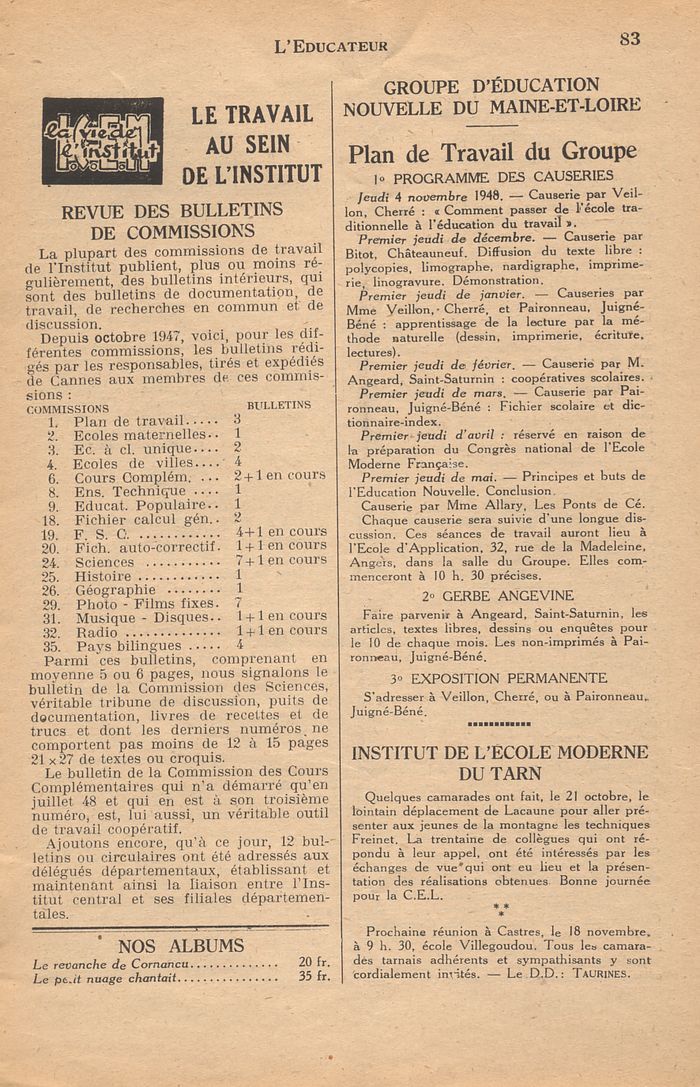 L'EDUCATEUR
83
la vie de
l'institut
LE TRAVAIL
AU SEIN
DE L'INSTITUT
REVUE DES BULLETINS
DE COMMISSIONS
La plupart des commissions de travail
de l'Institut publient, plus ou moins ré-
gulièrement, des bulletins intérieurs, qui
sont des bulletins de documentation, de
travail, de recherches en commun et de
discussion.
Depuis octobre 1947, voici, pour les dif-
férentes commissions, les bulletins rédi-
gés par les responsables, tirés et expédiés
de Cannes aux membres de ces commis-
sions :
COMMISSIONS BULLETINS
1. Plan de travail..... 3
2. Ecoles maternelles.. 1
3. Ec. à cl. unique.... 2
4. Ecoles de villes.... 4
6. Cours Complém. ... 2+1 en cours
8. Ens. Technique .... 1
9. Educat. Populaire.. 1
18. Fichier calcul gén.. 2
19. F. S. C. ............ 4+1 en cours
20. Fich. auto-correctif. 1+1 en cours
24. Sciences ............ 7+1 en cours
25. Histoire ........... 1
26. Géographie ........ 1
29. Photo - Films fixes. 7
31. Musique - Disques.. 1+1 en cours
32. Radio ............. 1+1 en cours
35. Pays bilingues ..... 4
Parmi ces bulletins, comprenant en
moyenne 5 ou 6 pages, nous signalons le
bulletin de la Commission des Sciences,
véritable tribune de discussion, puits de
documentation, livres de recettes et de
trucs et dont les derniers numéros ne
comportent pas moins de 12 à 15 pages
21×27 de textes ou croquis.
Le bulletin de la Commission des Cours
Complémentaires qui n'a démarré qu'en
juillet 48 et qui en est à son troisième
numéro, est, lui aussi, un véritable outil
de travail coopératif.
Ajoutons encore, qu'à ce jour, 12 bul-
letins ou circulaires ont été adressés aux
délégués départementaux, établissant et
maintenant ainsi la liaison entre l'Ins-
titut central et ses filiales départemen-
tales.
NOS ALBUMS
Le revanche de Cornancu.............. 20 fr.
Le petit nuage chantait................ 35 fr.
GROUPE D'ÉDUCATION
NOUVELLE DU MAINE-ET-LOIRE
Plan de Travail du Groupe
1º PROGRAMME DES CAUSERIES
Jeudi 4 novembre 1948. — Causerie par Veil-
lon, Cherré : « Comment passer de l'école tra-
ditionnelle à l'éducation du travail ».
Premier jeudi de décembre. — Causerie par
Bitot, Châteauneuf. Diffusion du texte libre :
polycopies, limographe, nardigraphe, imprime-
rie, linogravure. Démonstration.
Premier jeudi de janvier. — Causeries par
Mme Veillon, Cherré, et Paironneau, Juigné-
Béné : apprentissage de la lecture par la mé-
thode naturelle (dessin, imprimerie, écriture,
lectures).
Premier jeudi de février. — Causerie par M.
Angeard, Saint-Saturnin : coopératives scolaires.
Premier jeudi de mars. — Causerie par Pai-
ronneau, Juigné-Béné : Fichier scolaire et dic-
tionnaire-index.
Premier jeudi d'avril : réservé en raison de
la préparation du Congrès national de l'Ecole
Moderne Française.
Premier jeudi de mai. — Principes et buts de
l'Education Nouvelle. Conclusion.
Causerie par Mme Allary, Les Ponts de Cé.
Chaque causerie sera suivie d'une longue dis-
cussion. Ces séances de travail auront lieu à
l'Ecole d'Application, 32, rue de la Madeleine,
Angers, dans la salle du Groupe. Elles com-
menceront à 10 h. 30 précises.
2º GERBE ANGEVINE
Faire parvenir à Angeard, Saint-Saturnin, les
articles, textes libres, dessins ou enquêtes pour
le 10 de chaque mois. Les non-imprimés à Pai-
ronneau, Juigné-Béné.
3º EXPOSITION PERMANENTE
S'adresser à Veillon, Cherré, ou à Paironneau,
Juigné-Béné.
INSTITUT DE L'ÉCOLE MODERNE
DU TARN
Quelques camarades ont fait, le 21 octobre, le
lointain déplacement de Lacaune pour aller pré-
senter aux jeunes de la montagne les techniques
Freinet. La trentaine de collègues qui ont ré-
pondu à leur appel, ont été intéressés par les
échanges de vue qui ont eu lieu et la présen-
tation des réalisations obtenues. Bonne journée
pour la C.E.L.
* *
*
Prochaine réunion à Castres, le 18 novembre,
à 9 h. 30, école Villegoudou. Tous les camara-
des tarnais adhérents et sympathisants y sont
cordialement invités. — Le D.D.: TAURINES.